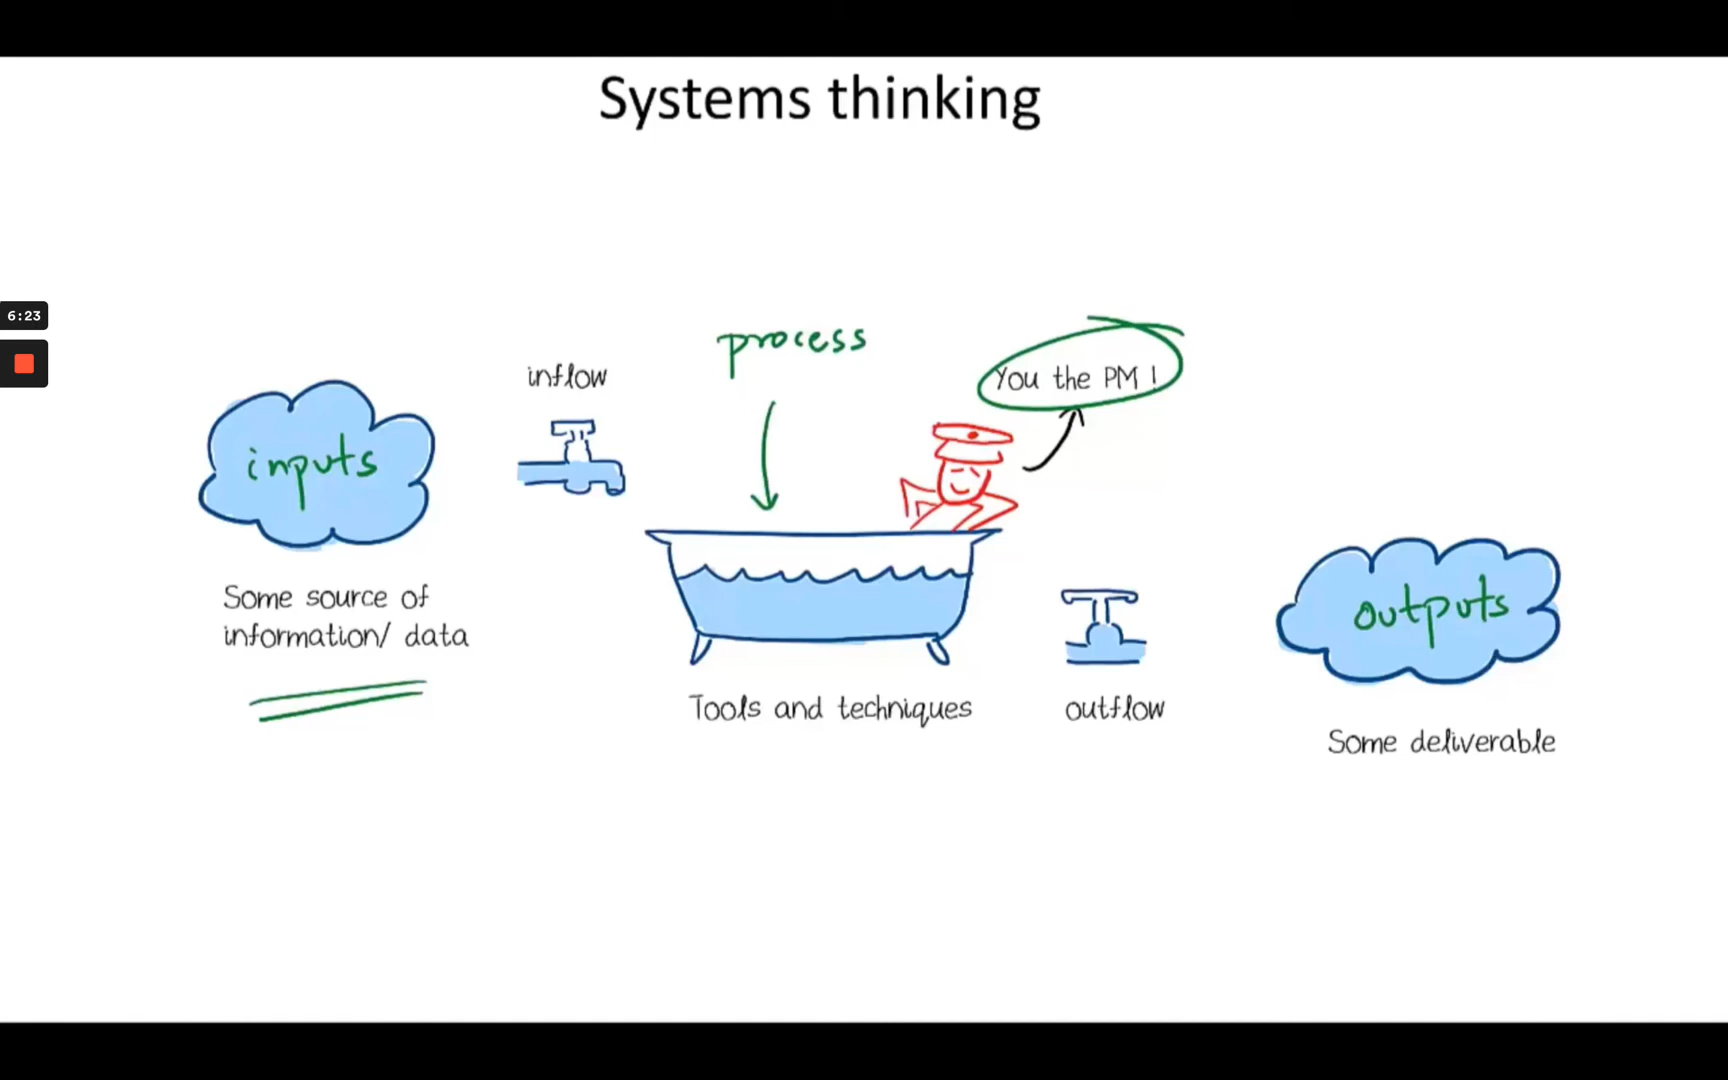 Systems thinking
6:23
process
inflow
You the PM !
inputs
Some source of
information/ data
outputs
Tools and techniques
outflow
Some deliverable